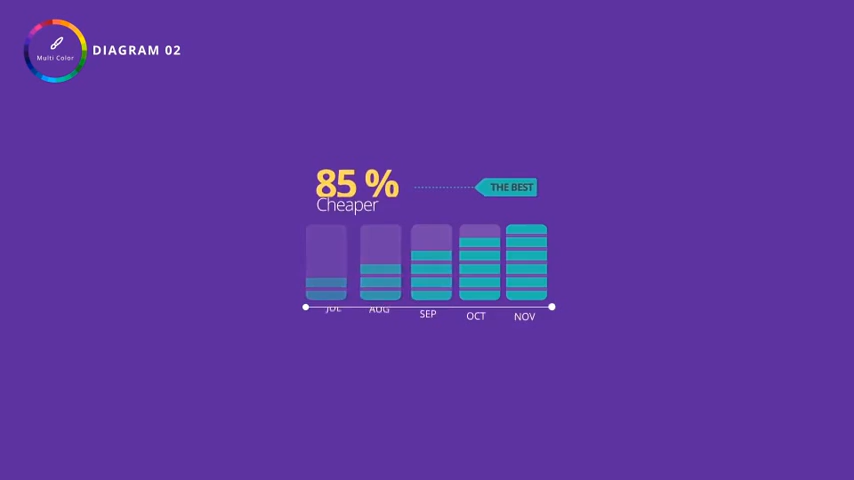 Multi Color
DIAGRAM 02
85 %
Cheaper
THE BEST
JUL AUG SEP OCT NOV